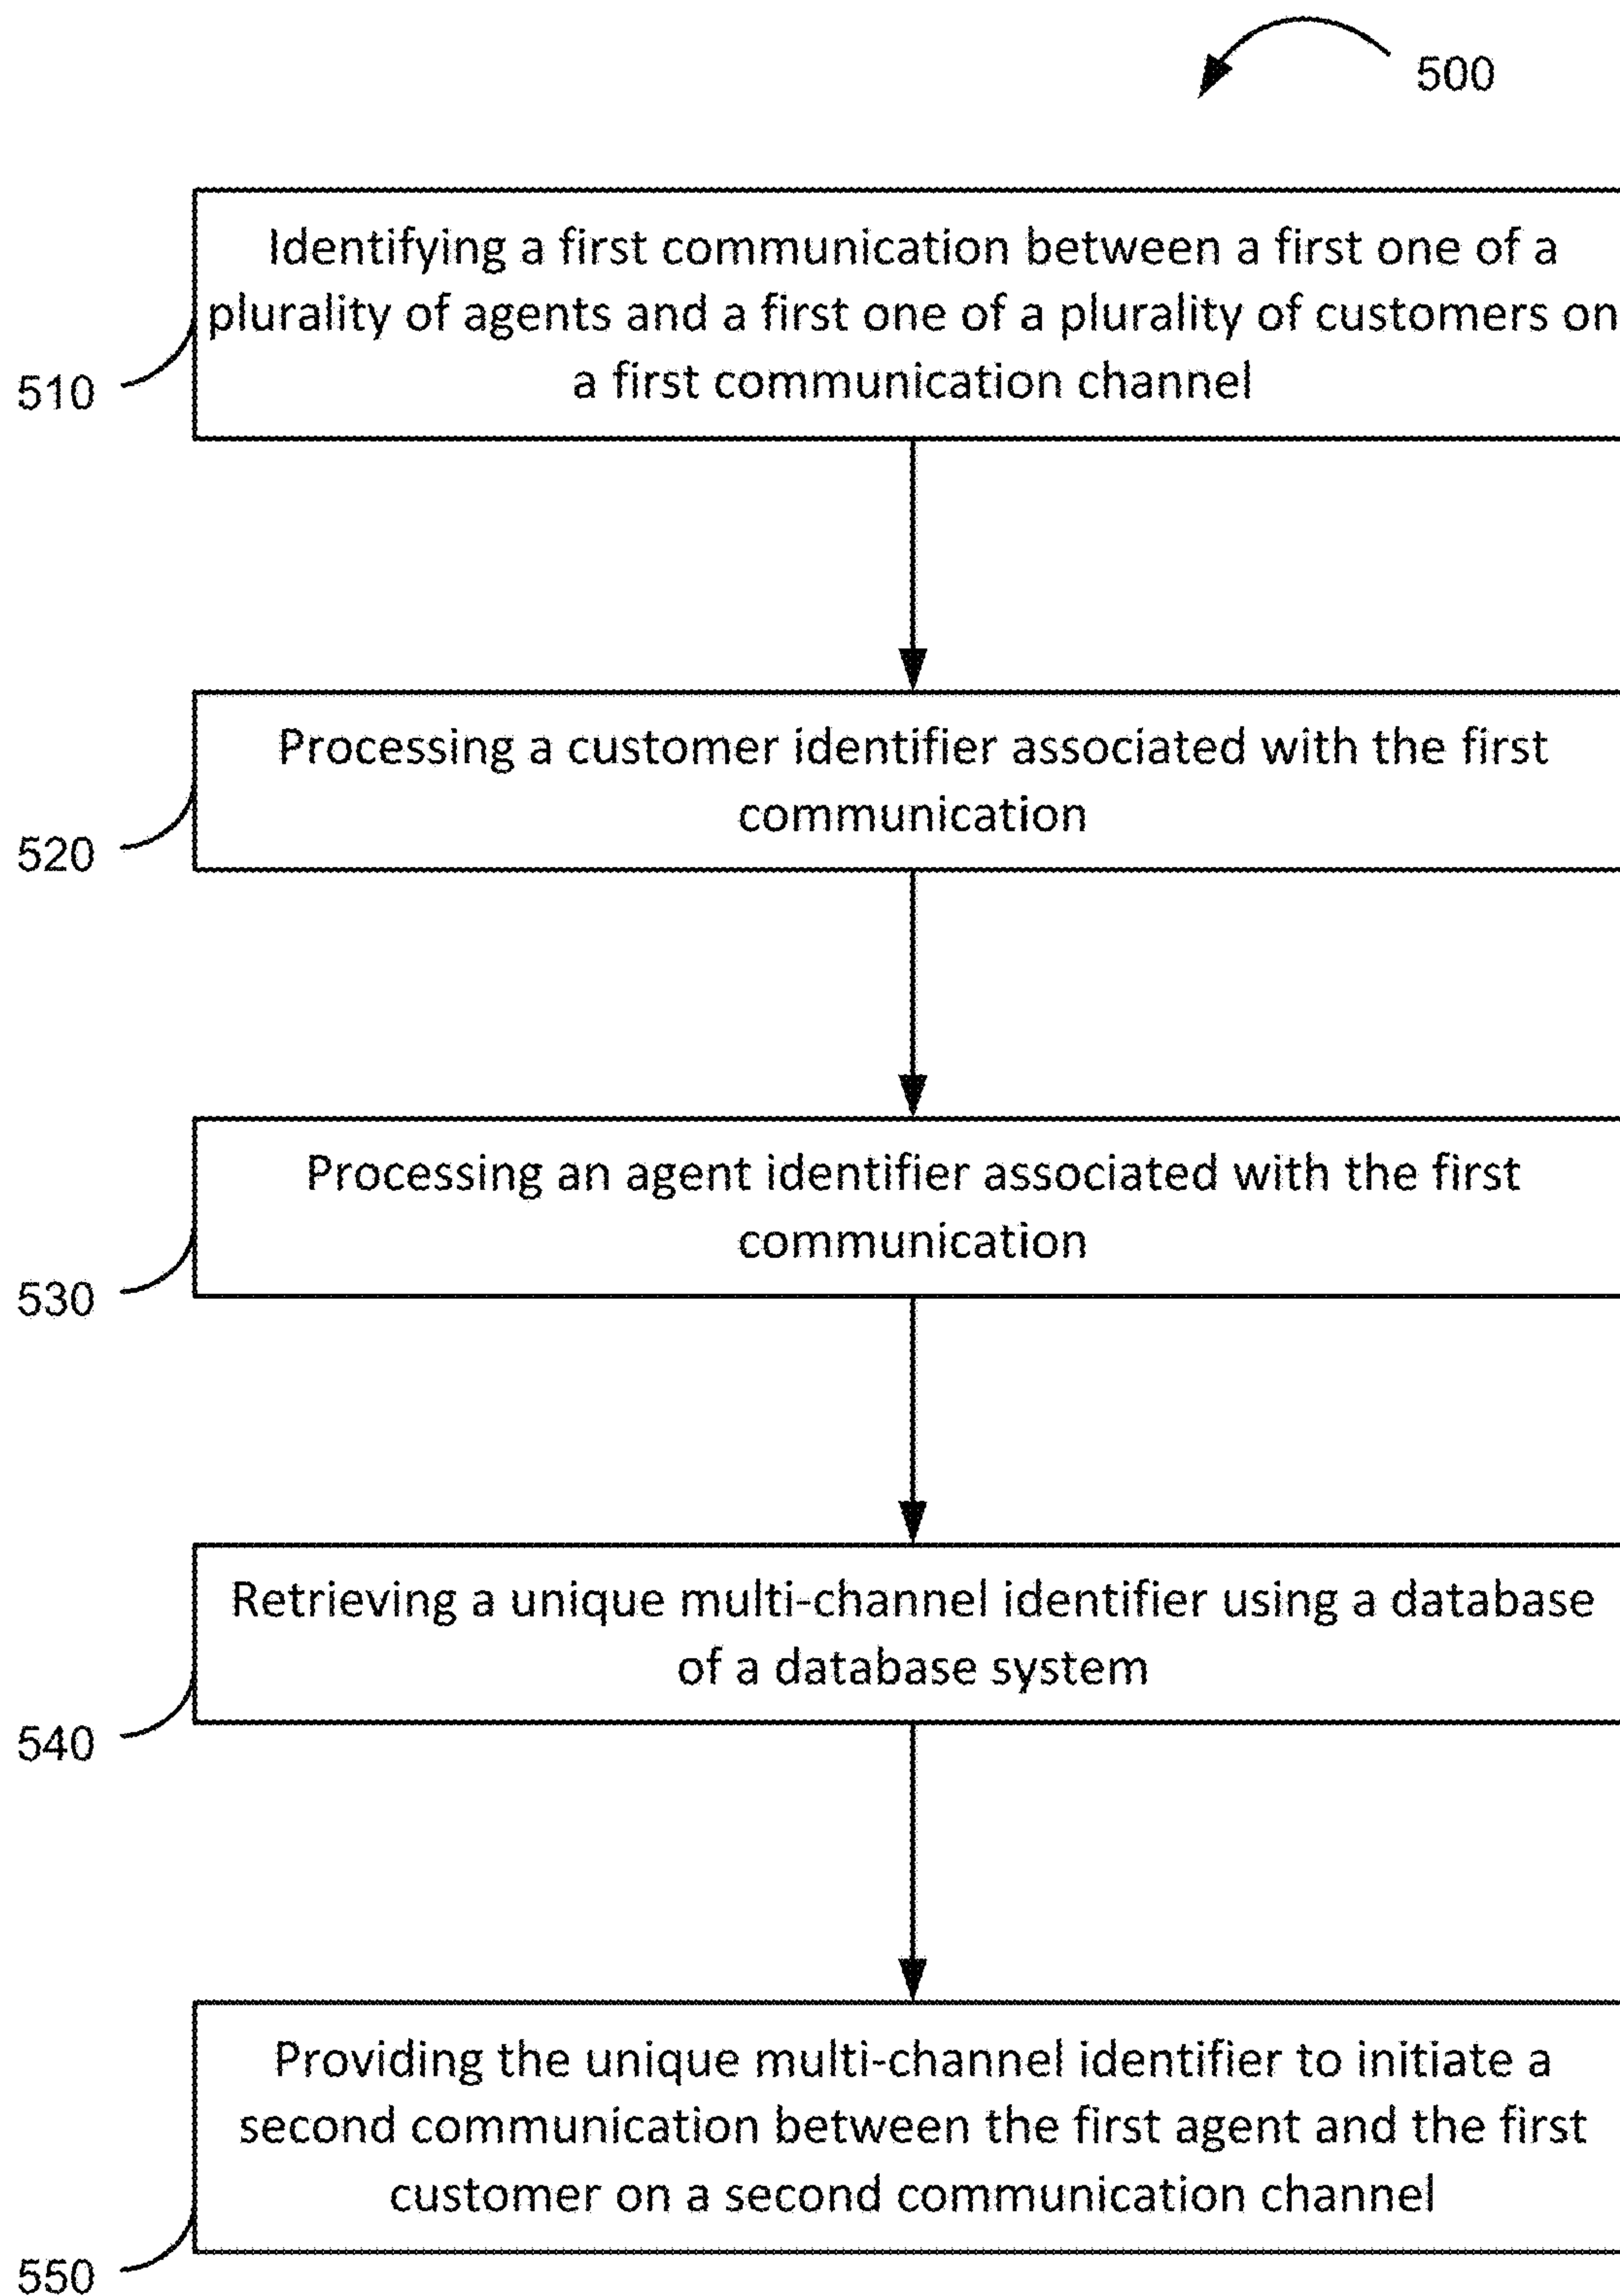 500
Identifying a first communication between a first one of a
plurality of agents and a first one of a plurality of customers on
a first communication channel
510
Processing a customer identifier associated with the first
communication
520
Processing an agent identifier associated with the first
communication
530
Retrieving a unique multi-channel identifier using a database
of a database system
540
Providing the unique multi-channel identifier to initiate a
second communication between the first agent and the first
customer on a second communication channel
550